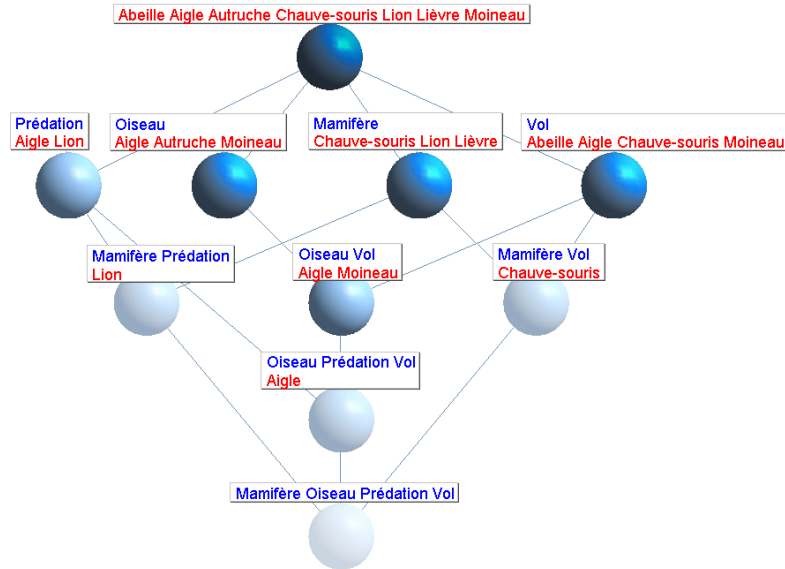 Abeille Aigle Autruche Chauve-souris Lion Lièvre Moineau
Prédation
Aigle Lion
Oiseau
Aigle Autruche Moineau
Mamifère
Chauve-souris Lion Lièvre
Vol
Abeille Aigle Chauve-souris Moineau
Mamifère Prédation
Lion
Oiseau Vol
Aigle Moineau
Mamifère Vol
Chauve-souris
Oiseau Prédation Vol
Aigle
Mamifère Oiseau Prédation Vol